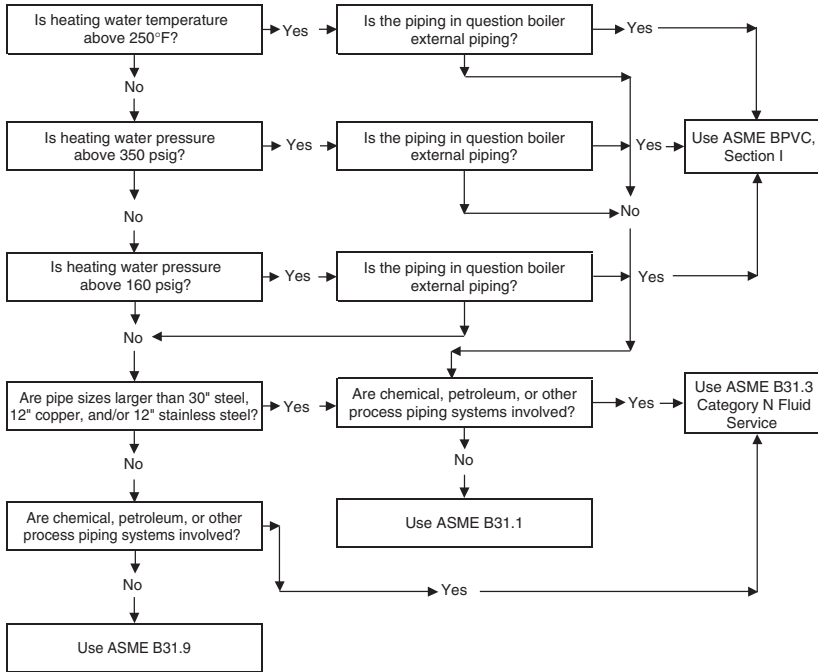 Is heating water temperature
above 250°F?
Yes
Is the piping in question boiler
external piping?
Yes
No
Is heating water pressure
above 350 psig?
Yes
Is the piping in question boiler
external piping?
Yes
Use ASME BPVC,
Section I
No
No
Is heating water pressure
above 160 psig?
Yes
Is the piping in question boiler
external piping?
Yes
No
Are pipe sizes larger than 30" steel,
12" copper, and/or 12" stainless steel?
Yes
Are chemical, petroleum, or other
process piping systems involved?
Yes
Use ASME B31.3
Category N Fluid
Service
No
No
Are chemical, petroleum, or other
process piping systems involved?
Use ASME B31.1
No
Yes
Use ASME B31.9